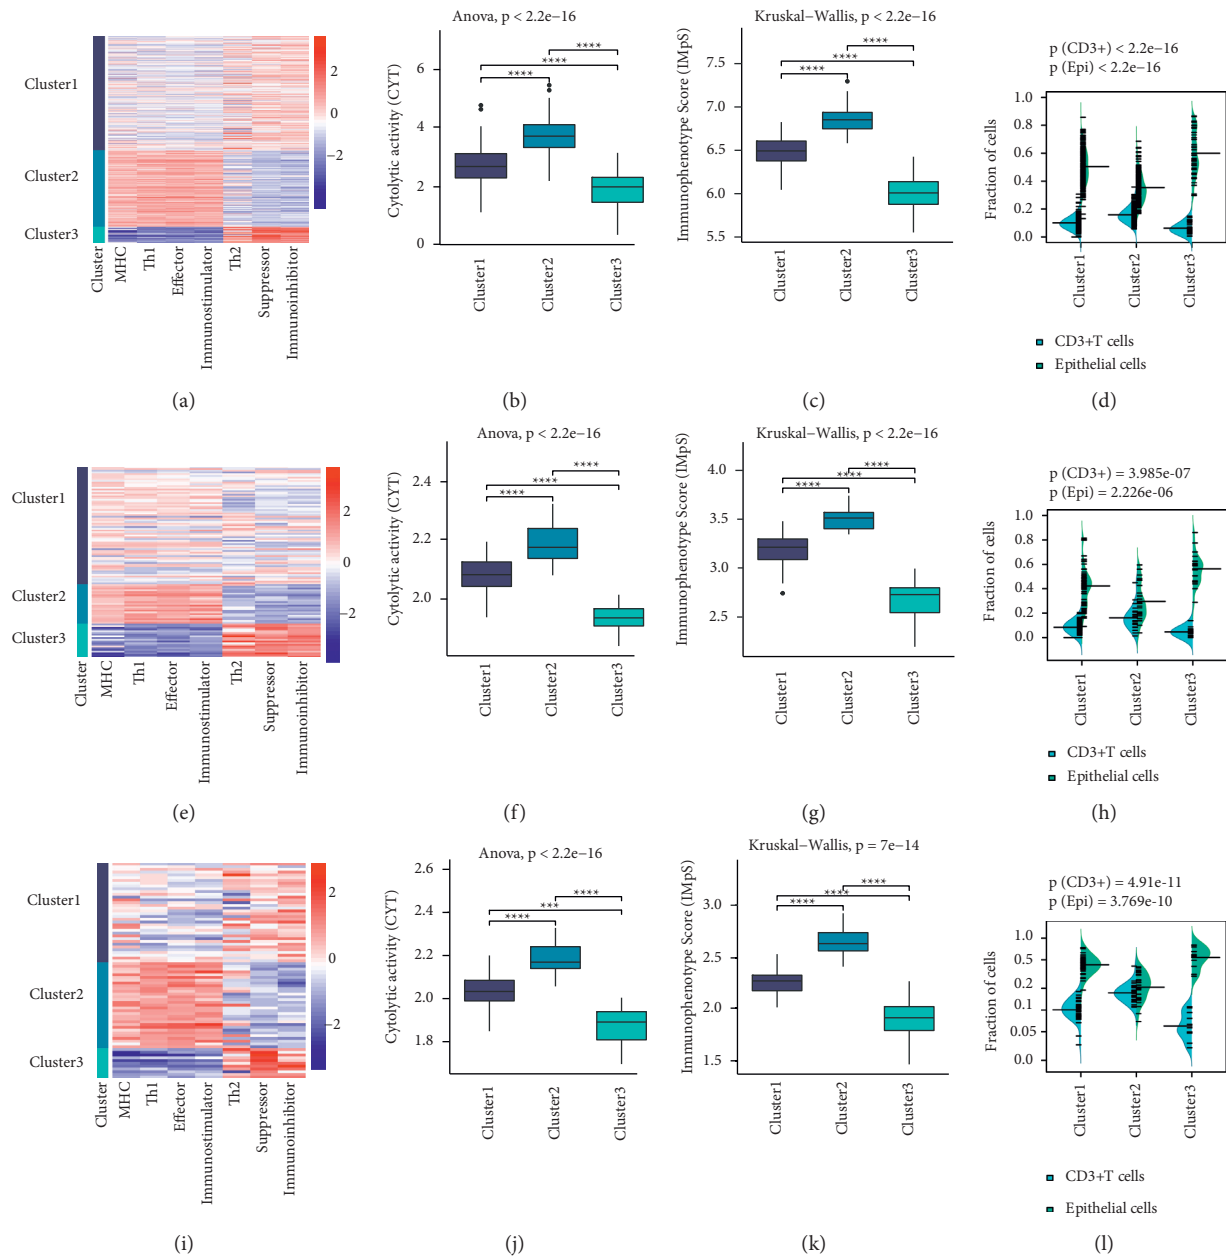 Cluster1
Cluster2
Cluster3
Cluster
MHC
Th1
Effector
Immunostimulator
Th2
Suppressor
Immunoinhibitor
2
0
−2
(a)
Anova, p < 2.2e−16
****
****
****
Cytolytic activity (CYT)
6
4
2
0
Cluster1
Cluster2
Cluster3
(b)
Kruskal−Wallis, p < 2.2e−16
****
****
****
Immunophenotype Score (IMpS)
7.5
7.0
6.5
6.0
5.5
Cluster1
Cluster2
Cluster3
(c)
p (CD3+) < 2.2e−16
p (Epi) < 2.2e−16
Fraction of cells
1.0
0.8
0.6
0.4
0.2
0.0
Cluster1
Cluster2
Cluster3
CD3+T cells
Epithelial cells
(d)
Cluster1
Cluster2
Cluster3
Cluster
MHC
Th1
Effector
Immunostimulator
Th2
Suppressor
Immoinhibitor
2
0
−2
(e)
Anova, p < 2.2e−16
****
****
****
Cytolytic activity (CYT)
2.4
2.2
2.0
Cluster1
Cluster2
Cluster3
(f)
Kruskal−Wallis, p < 2.2e−16
****
****
****
Immunophenotype Score (IMpS)
4.0
3.5
3.0
2.5
Cluster1
Cluster2
Cluster3
(g)
p (CD3+) = 3.985e-07
p (Epi) = 2.226e-06
Fraction of cells
1.0
0.8
0.6
0.4
0.2
0.0
Cluster1
Cluster2
Cluster3
CD3+T cells
Epithelial cells
(h)
Cluster1
Cluster2
Cluster3
Cluster
MHC
Th1
Effector
Immunostimulator
Th2
Suppressor
Immunoinhibitor
2
0
−2
(i)
Anova, p < 2.2e−16
****
***
****
Cytolytic activity (CYT)
2.6
2.4
2.2
2.0
1.8
Cluster1
Cluster2
Cluster3
(j)
Kruskal−Wallis, p = 7e−14
****
****
****
Immunophenotype Score (IMpS)
3.0
2.5
2.0
1.5
Cluster1
Cluster2
Cluster3
(k)
p (CD3+) = 4.91e-11
p (Epi) = 3.769e-10
Fraction of cells
1.0
0.5
0.2
0.1
0.05
0.0
Cluster1
Cluster2
Cluster3
CD3+T cells
Epithelial cells
(l)